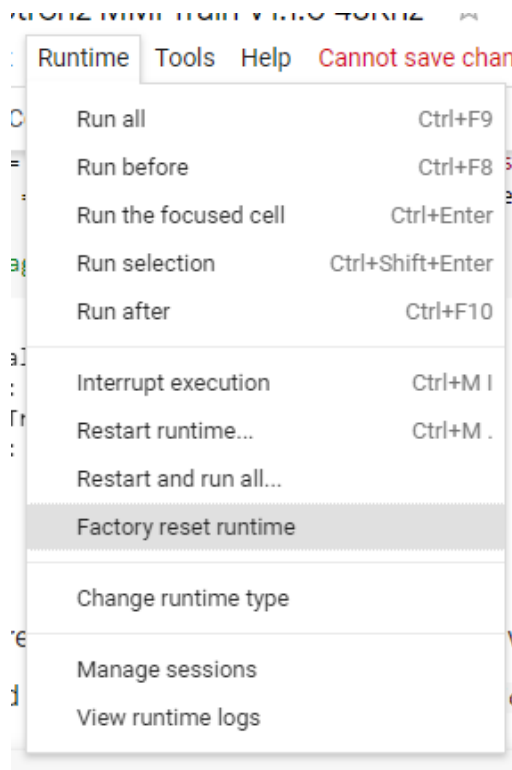 Runtime Tools Help Cannot save
Run all Ctrl+F9
Run before Ctrl+F8
Run the focused cell Ctrl+Enter
Run selection Ctrl+Shift+Enter
Run after Ctrl+F10
Interrupt execution Ctrl+M I
Restart runtime... Ctrl+M .
Restart and run all...
Factory reset runtime
Change runtime type
Manage sessions
View runtime logs